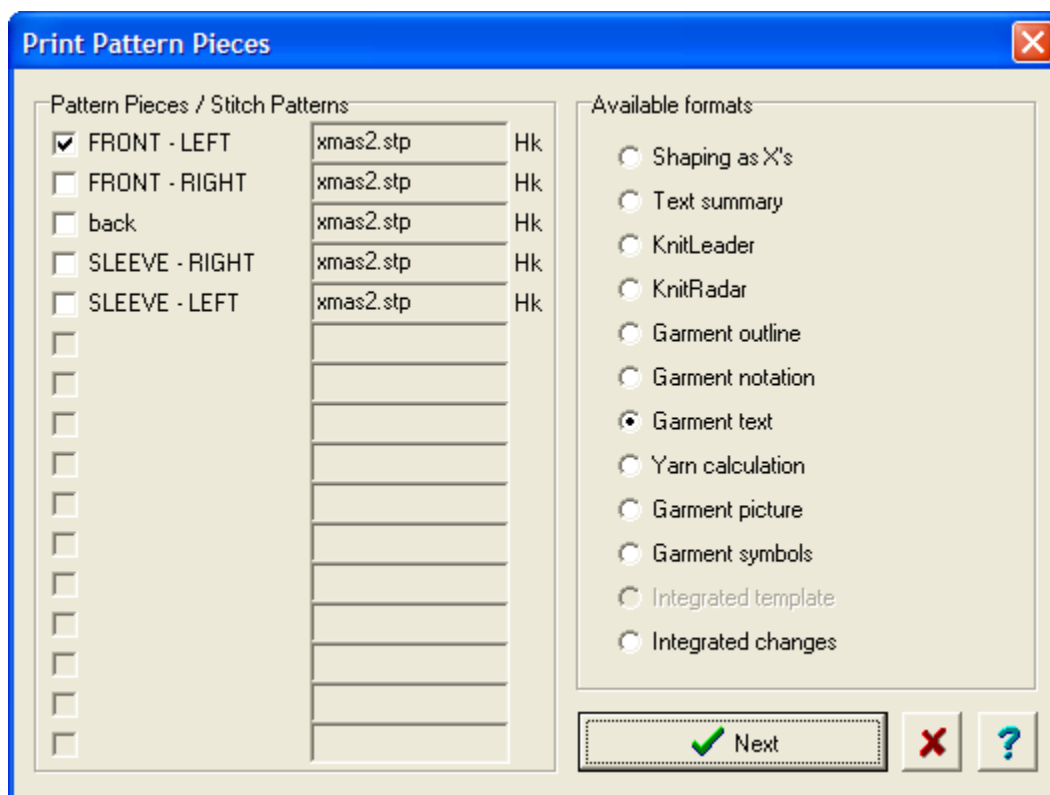 Print Pattern Pieces
Pattern Pieces / Stitch Patterns
FRONT - LEFT xmas2.stp Hk
FRONT - RIGHT xmas2.stp Hk
back xmas2.stp Hk
SLEEVE - RIGHT xmas2.stp Hk
SLEEVE - LEFT xmas2.stp Hk
Available formats
Shaping as X's
Text summary
KnitLeader
KnitRadar
Garment outline
Garment notation
Garment text
Yarn calculation
Garment picture
Garment symbols
Integrated template
Integrated changes
Next
?